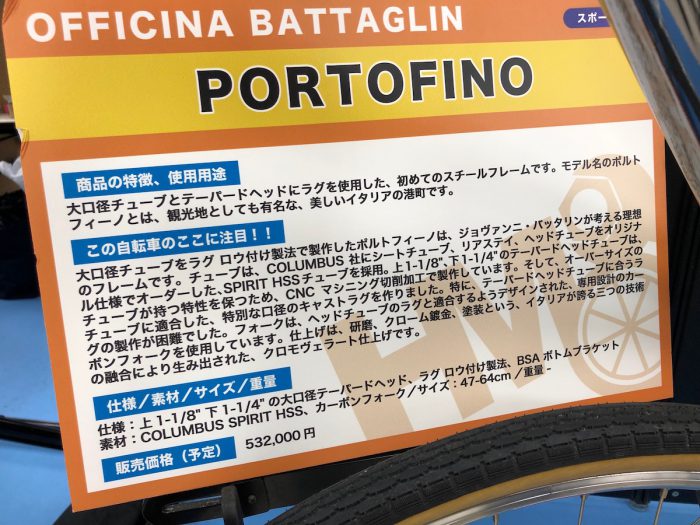 OFFICINA BATTAGLIN
スポー
PORTOFINO
商品の特徴、使用用途
大口径チューブとテーパードヘッドにラグを使用した、初めてのスチールフレームです。モデル名のポルト
フィーノとは、観光地としても有名な、美しいイタリアの港町です。
この自転車のここに注目！！
大口径チューブをラグ ロウ付け製法で製作したポルトフィーノは、ジョヴァンニ・バッタリンが考える理想
のフレームです。チューブは、COLUMBUS 社にシートチューブ、リアステイ、ヘッドチューブをオリジナ
ル仕様でオーダーした、SPIRIT HSSチューブを採用。上1-1/8"、下1-1/4"のテーパードヘッドチューブは、
チューブが持つ特性を保つため、CNC マシニング切削加工で製作しています。そして、オーバーサイズの
チューブに適合した、特別な口径のキャストラグを作りました。特に、テーパードヘッドチューブに合うラ
グの製作が困難でした。フォークは、ヘッドチューブのラグと適合するようデザインされた、専用設計のカー
ボンフォークを使用しています。仕上げは、研磨、クローム鍍金、塗装という、イタリアが誇る三つの技術
の融合により生み出された、クロモヴェラート仕上げです。
仕様／素材／サイズ／重量
仕様：上1-1/8" 下1-1/4"の大口径テーパードヘッド、ラグ ロウ付け製法、BSA ボトムブラケット
素材：COLUMBUS SPIRIT HSS、カーボンフォーク／サイズ：47-64cm ／重量 -
販売価格（予定） 532,000円